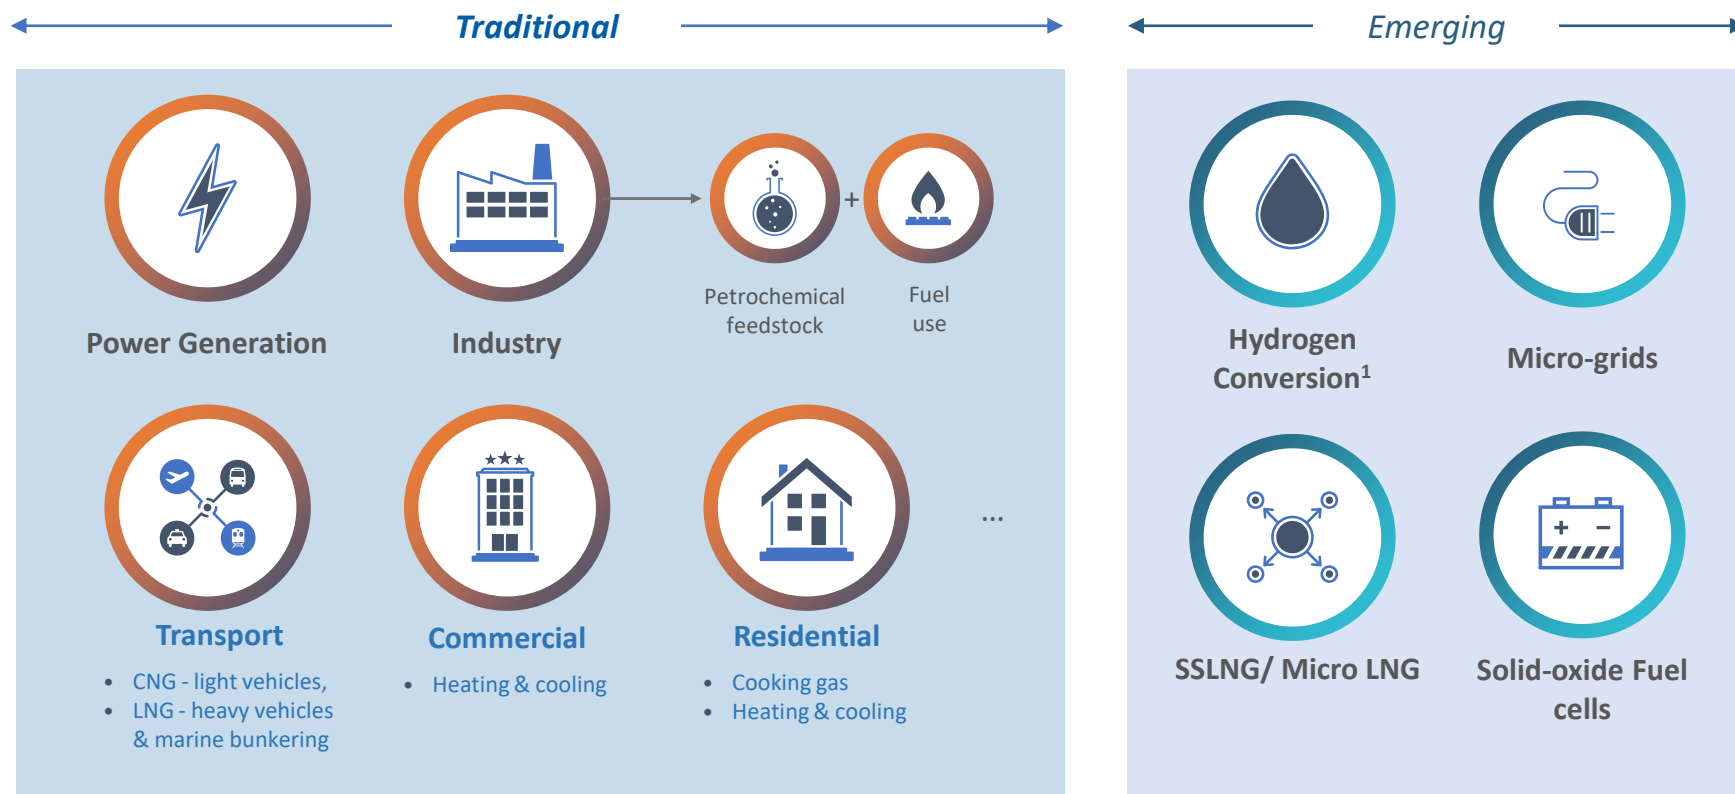 Traditional
Emerging
+
Petrochemical
feedstock
Fuel
use
Power Generation
Industry
Hydrogen
Conversion1
Micro-grids
...
Transport
• CNG - light vehicles,
• LNG - heavy vehicles
& marine bunkering
Commercial
• Heating & cooling
Residential
• Cooking gas
• Heating & cooling
+ −
SSLNG/ Micro LNG
Solid-oxide Fuel
cells